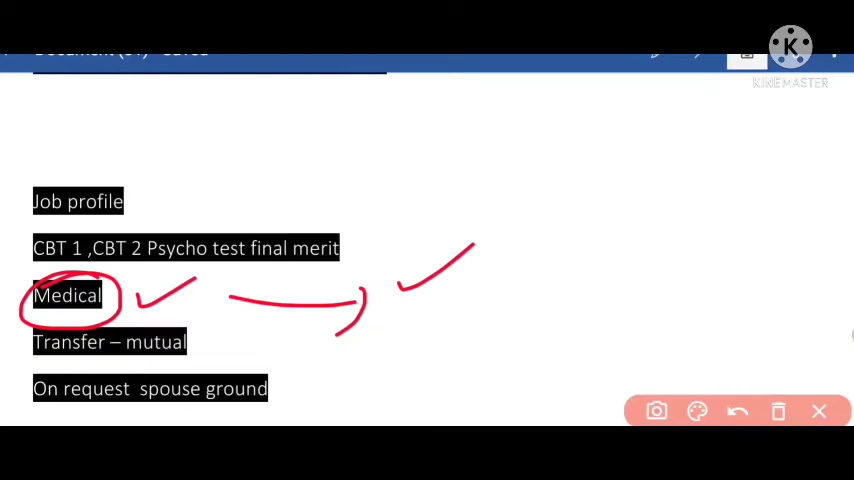 K
KINEMASTER
Job profile
CBT 1 ,CBT 2 Psycho test final merit
Medical
Transfer – mutual
On request  spouse ground